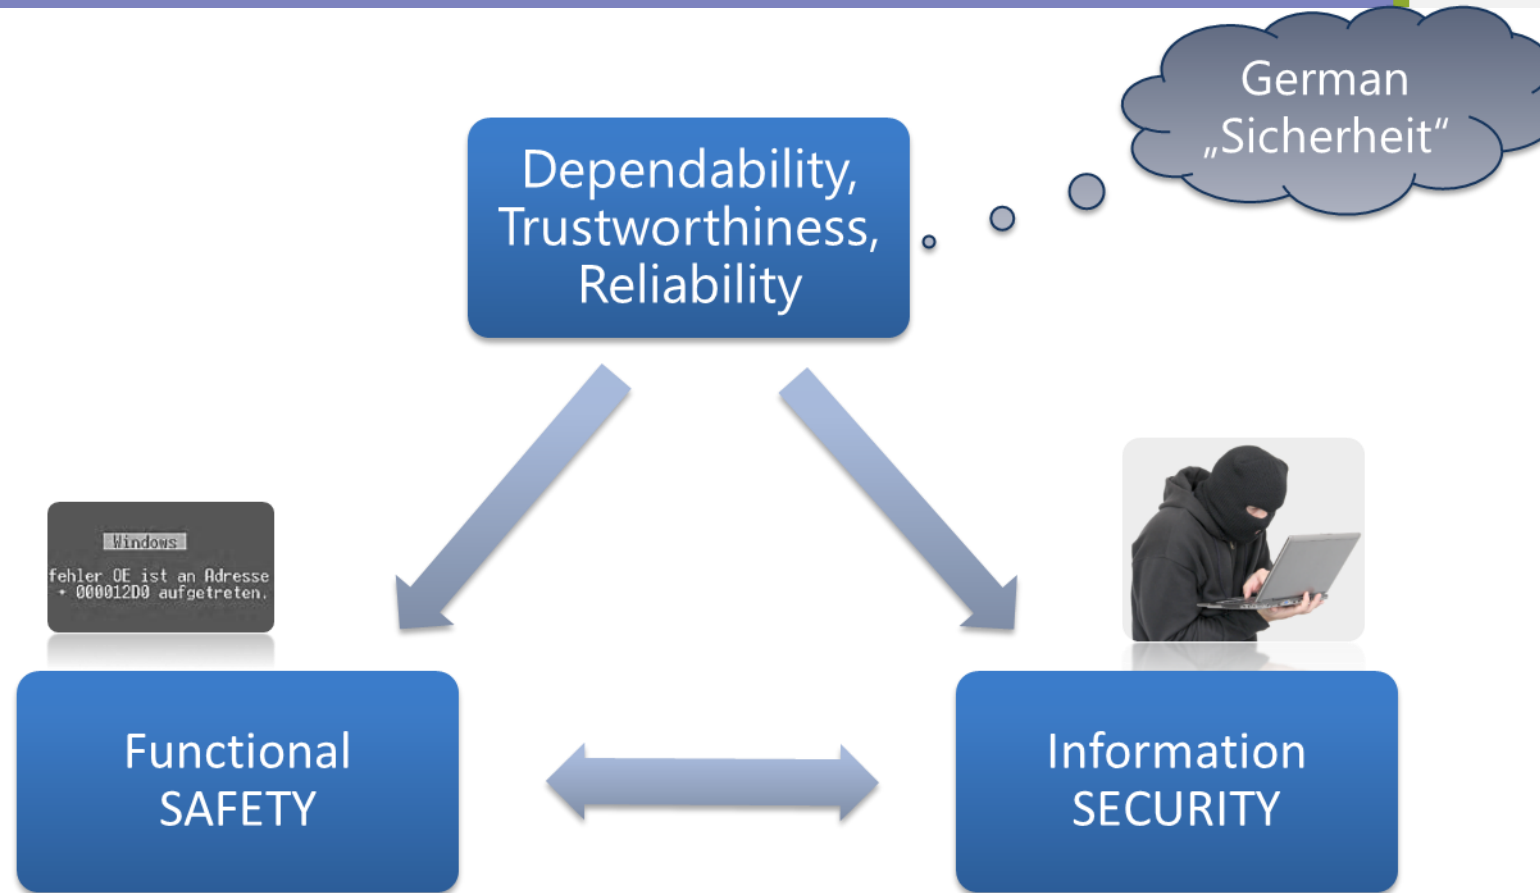 German
„Sicherheit“
Dependability,
Trustworthiness,
Reliability
Windows
fehler OE ist an Adresse
+ 000012D0 aufgetreten.
Functional
SAFETY
Information
SECURITY